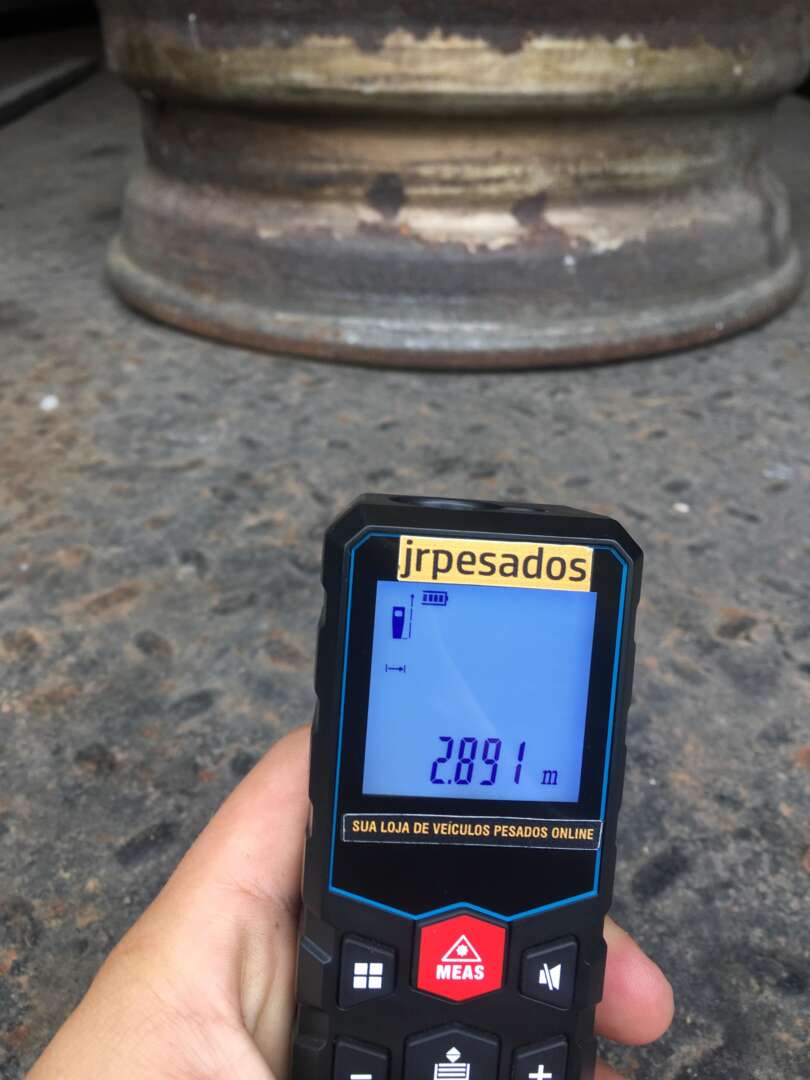 jrpesados
2.891 m
SUA LOJA DE VEÍCULOS PESADOS ONLINE
MEAS